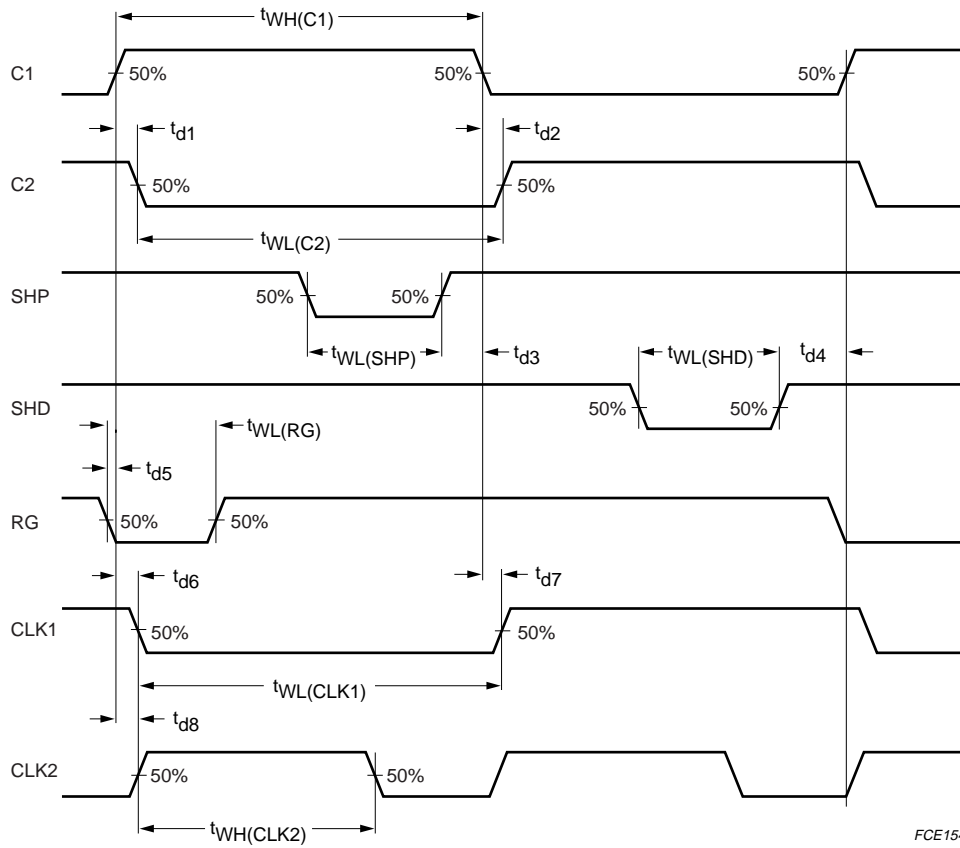 tWH(C1)
C1 50% 50% 50%
td1 td2
C2 50% 50%
tWL(C2)
SHP 50% 50%
tWL(SHP) td3 tWL(SHD) td4
SHD 50% 50%
tWL(RG)
td5
RG 50% 50%
td6 td7
CLK1 50% 50%
tWL(CLK1)
td8
CLK2 50% 50%
tWH(CLK2)